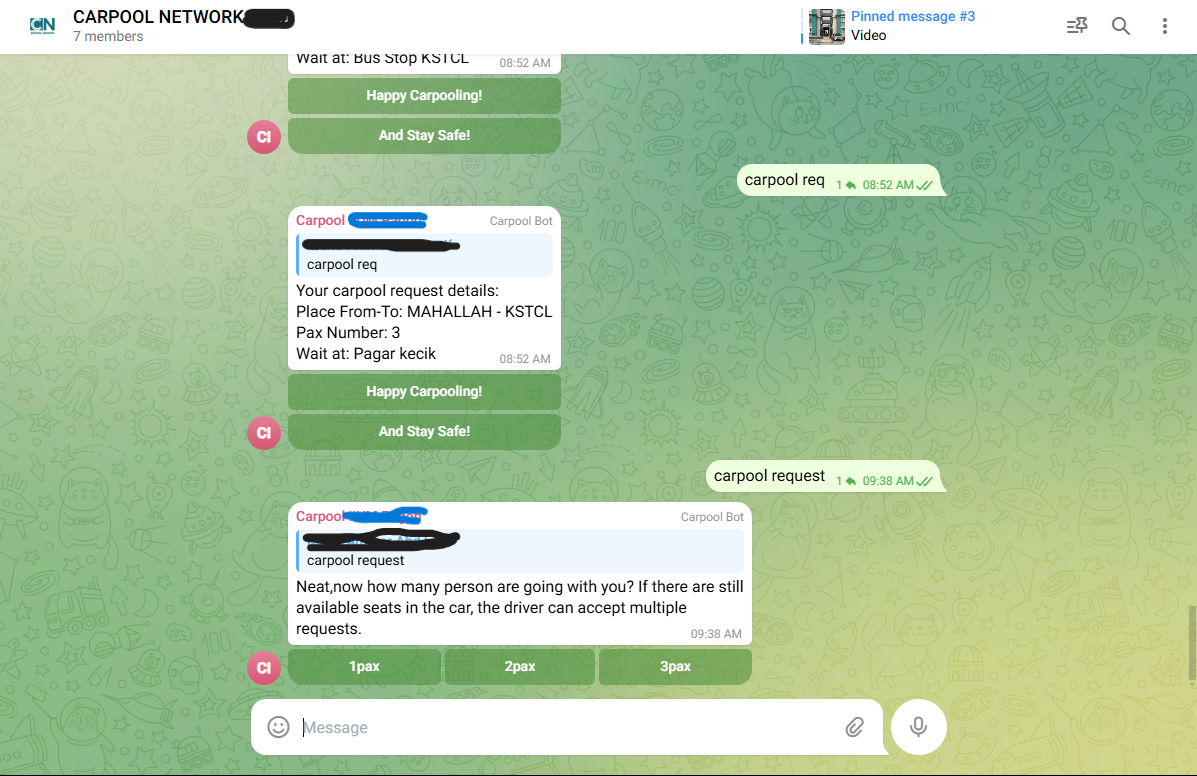 CN
CARPOOL NETWORK
7 members
Pinned message #3
Video
Wait at: Bus Stop KSTCL
08:52 AM
Happy Carpooling!
CI
And Stay Safe!
carpool req 1 08:52 AM
Carpool
Carpool Bot
carpool req
Your carpool request details:
Place From-To: MAHALLAH - KSTCL
Pax Number: 3
Wait at: Pagar kecik
08:52 AM
Happy Carpooling!
CI
And Stay Safe!
carpool request 1 09:38 AM
Carpool
Carpool Bot
carpool request
Neat,now how many person are going with you? If there are still
available seats in the car, the driver can accept multiple
requests.
09:38 AM
CI
1pax 2pax 3pax
Message